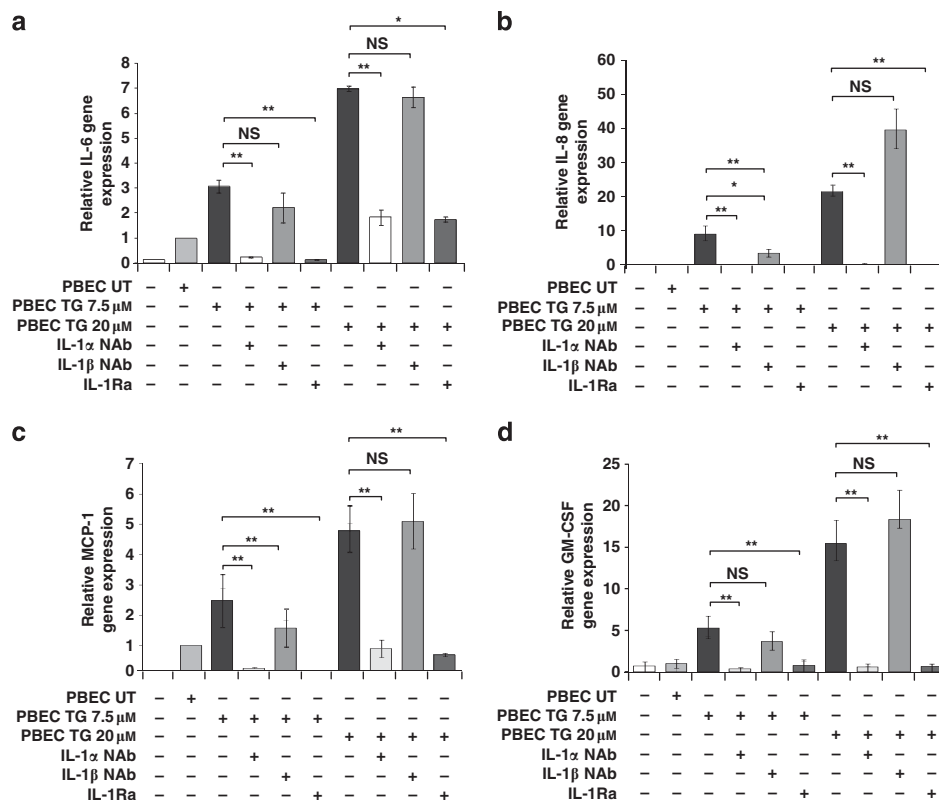 a
Relative IL-6 gene
expression
8
7
6
5
4
3
2
1
0
*
NS
**
**
NS
**
PBEC UT – + – – – – – – – –
PBEC TG 7.5 μM – – + + + + – – – –
PBEC TG 20 μM – – – – – – + + + +
IL-1α NAb – – – + – – – + – –
IL-1β NAb – – – – + – – – + –
IL-1Ra – – – – – + – – – +
b
Relative IL-8 gene
expression
60
50
40
30
20
10
0
**
NS
**
**
*
**
PBEC UT – + – – – – – – – –
PBEC TG 7.5 μM – – + + + + – – – –
PBEC TG 20 μM – – – – – – + + + +
IL-1α NAb – – – + – – – + – –
IL-1β NAb – – – – + – – – + –
IL-1Ra – – – – – + – – – +
c
Relative MCP-1
gene expression
7
6
5
4
3
2
1
0
**
NS
**
**
**
**
PBEC UT – + – – – – – – – –
PBEC TG 7.5 μM – – + + + + – – – –
PBEC TG 20 μM – – – – – – + + + +
IL-1α NAb – – – + – – – + – –
IL-1β NAb – – – – + – – – + –
IL-1Ra – – – – – + – – – +
d
Relative GM-CSF
gene expression
25
20
15
10
5
0
**
NS
**
**
NS
**
PBEC UT – + – – – – – – – –
PBEC TG 7.5 μM – – + + + + – – – –
PBEC TG 20 μM – – – – – – + + + +
IL-1α NAb – – – + – – – + – –
IL-1β NAb – – – – + – – – + –
IL-1Ra – – – – – + – – – +